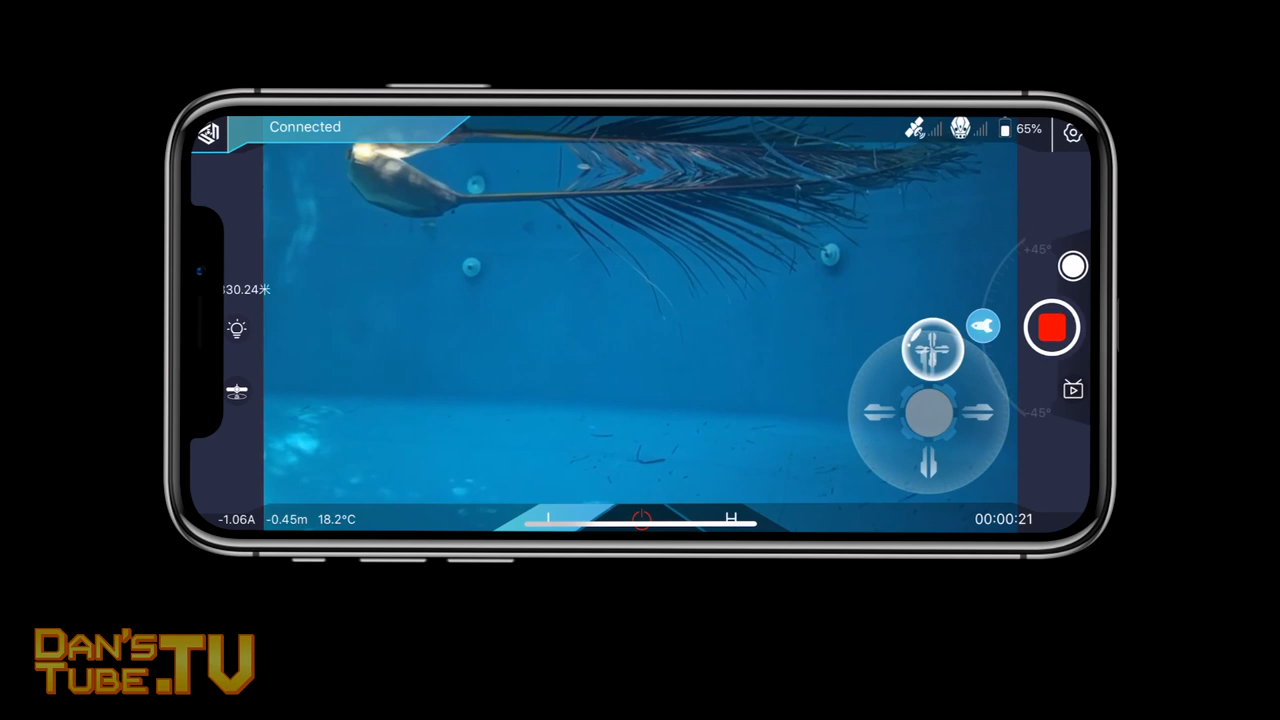 Connected
65%
+45°
30.24米
-45°
-1.06A -0.45m 18.2°C
L
H
00:00:21
DAN'S
TUBE.TV